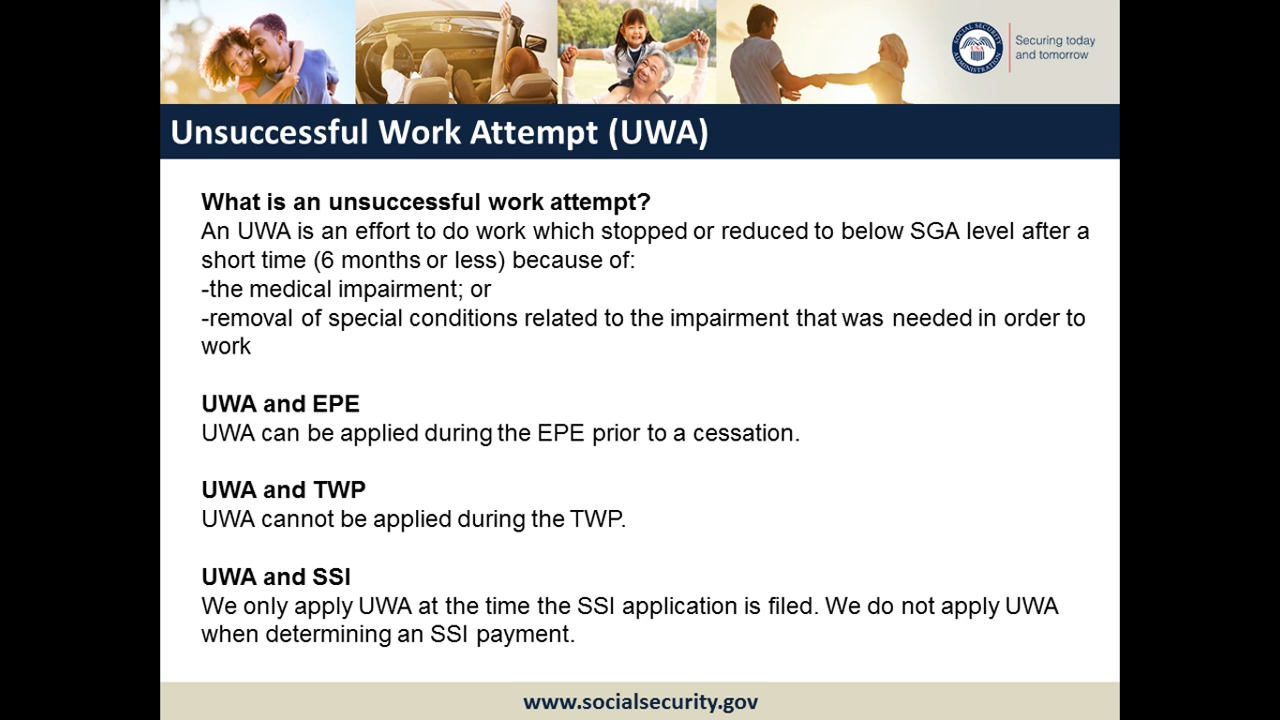 Securing today
and tomorrow
SOCIAL SECURITY
ADMINISTRATION
USA
Unsuccessful Work Attempt (UWA)
What is an unsuccessful work attempt?
An UWA is an effort to do work which stopped or reduced to below SGA level after a
short time (6 months or less) because of:
-the medical impairment; or
-removal of special conditions related to the impairment that was needed in order to
work
UWA and EPE
UWA can be applied during the EPE prior to a cessation.
UWA and TWP
UWA cannot be applied during the TWP.
UWA and SSI
We only apply UWA at the time the SSI application is filed. We do not apply UWA
when determining an SSI payment.
www.socialsecurity.gov